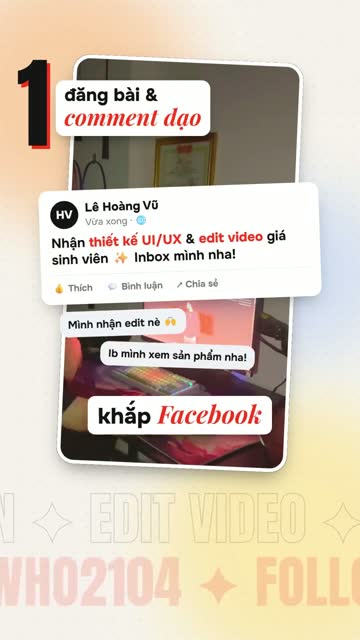 1
đăng bài &
comment dạo
HV
Lê Hoàng Vũ
Vừa xong ·
Nhận thiết kế UI/UX & edit video giá
sinh viên ✨ Inbox mình nha!
👍 Thích 💬 Bình luận ↗ Chia sẻ
Mình nhận edit nè 🙌
Ib mình xem sản phẩm nha!
khắp Facebook
N ✦ EDIT VIDEO ✦
WHO2104 ✦ FOLLO